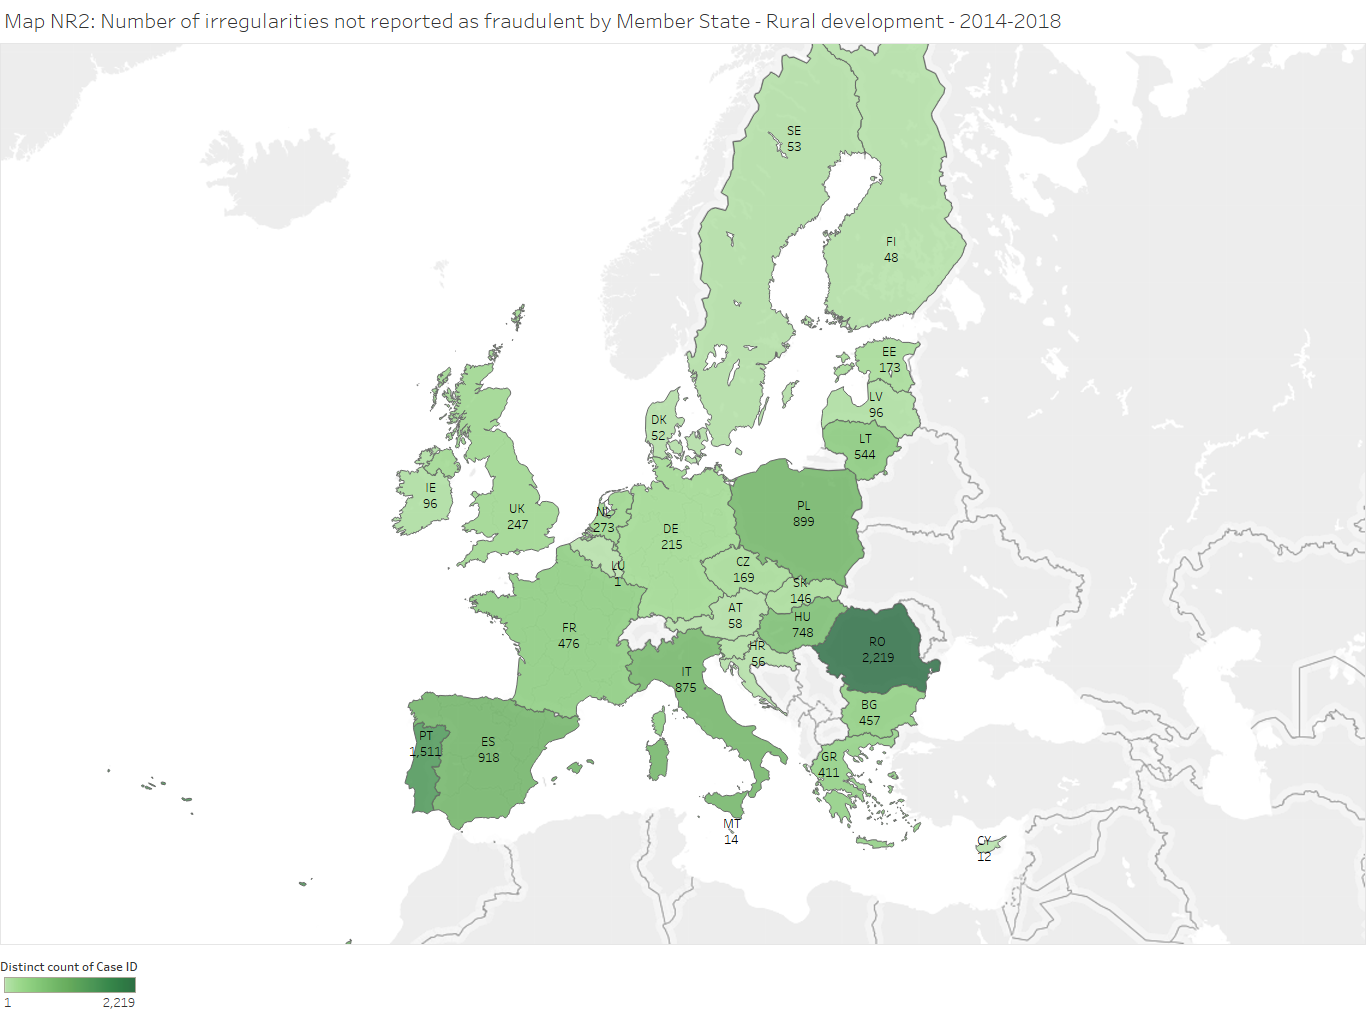 Map NR2: Number of irregularities not reported as fraudulent by Member State - Rural development - 2014-2018
SE
53
FI
48
EE
173
LV
96
DK
52
LT
544
IE
96
UK
247
NL
273
PL
899
DE
215
LU
1
CZ
169
SK
146
AT
58
HU
748
FR
476
RO
2,219
HR
56
IT
875
BG
457
PT
1,511
ES
918
GR
411
MT
14
CY
12
Distinct count of Case ID
1
2,219